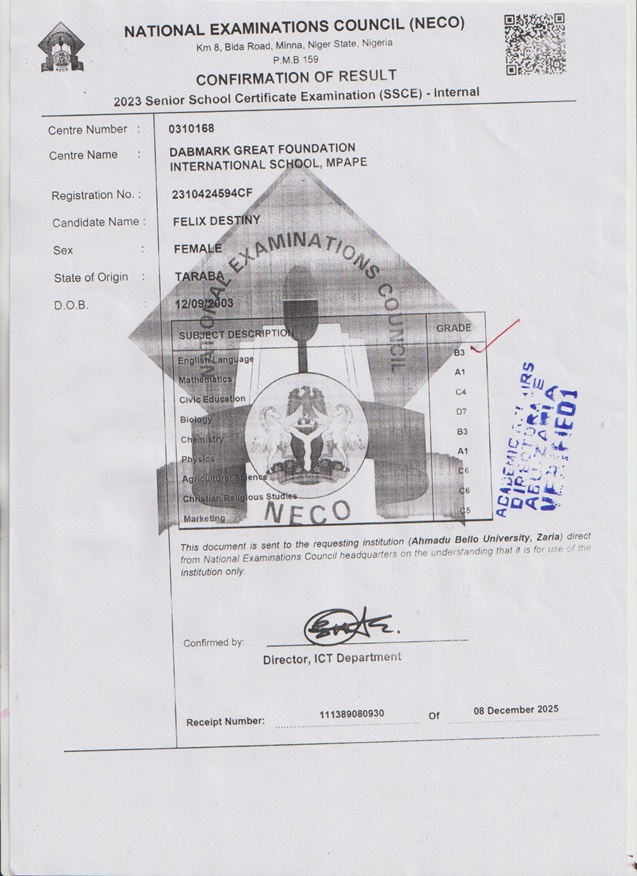 NATIONAL EXAMINATIONS COUNCIL (NECO)
Km 8, Bida Road, Minna, Niger State, Nigeria
P.M.B 159
CONFIRMATION OF RESULT
2023 Senior School Certificate Examination (SSCE) - Internal
NECO
Centre Number : 0310168
Centre Name : DABMARK GREAT FOUNDATION
INTERNATIONAL SCHOOL, MPAPE
Registration No. : 2310424594CF
Candidate Name : FELIX DESTINY
Sex : FEMALE
State of Origin : TARABA
D.O.B. : 12/09/2003
NATIONAL EXAMINATIONS COUNCIL
SUBJECT DESCRIPTION GRADE
English Language B3
Mathematics A1
Civic Education C4
Biology D7
Chemistry B3
Physics A1
Agricultural Science C6
Christian Religious Studies C6
Marketing C5
NECO
ACADEMIC AFFAIRS
DIRECTORATE
ABU ZARIA
VERIFIED1
This document is sent to the requesting institution (Ahmadu Bello University, Zaria) direct
from National Examinations Council headquarters on the understanding that it is for use of the
institution only.
Confirmed by:
Director, ICT Department
Receipt Number: 111389080930 Of 08 December 2025